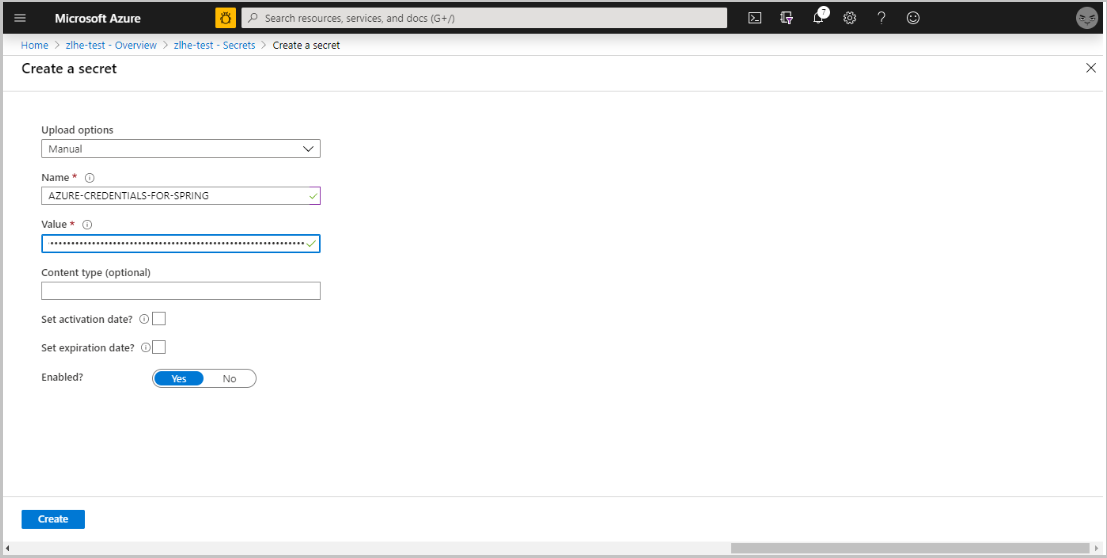 Microsoft Azure
Search resources, services, and docs (G+/)
7
Home > zlhe-test - Overview > zlhe-test - Secrets > Create a secret
Create a secret
Upload options
Manual
Name *
AZURE-CREDENTIALS-FOR-SPRING
Value *
Content type (optional)
Set activation date?
Set expiration date?
Enabled? Yes No
Create